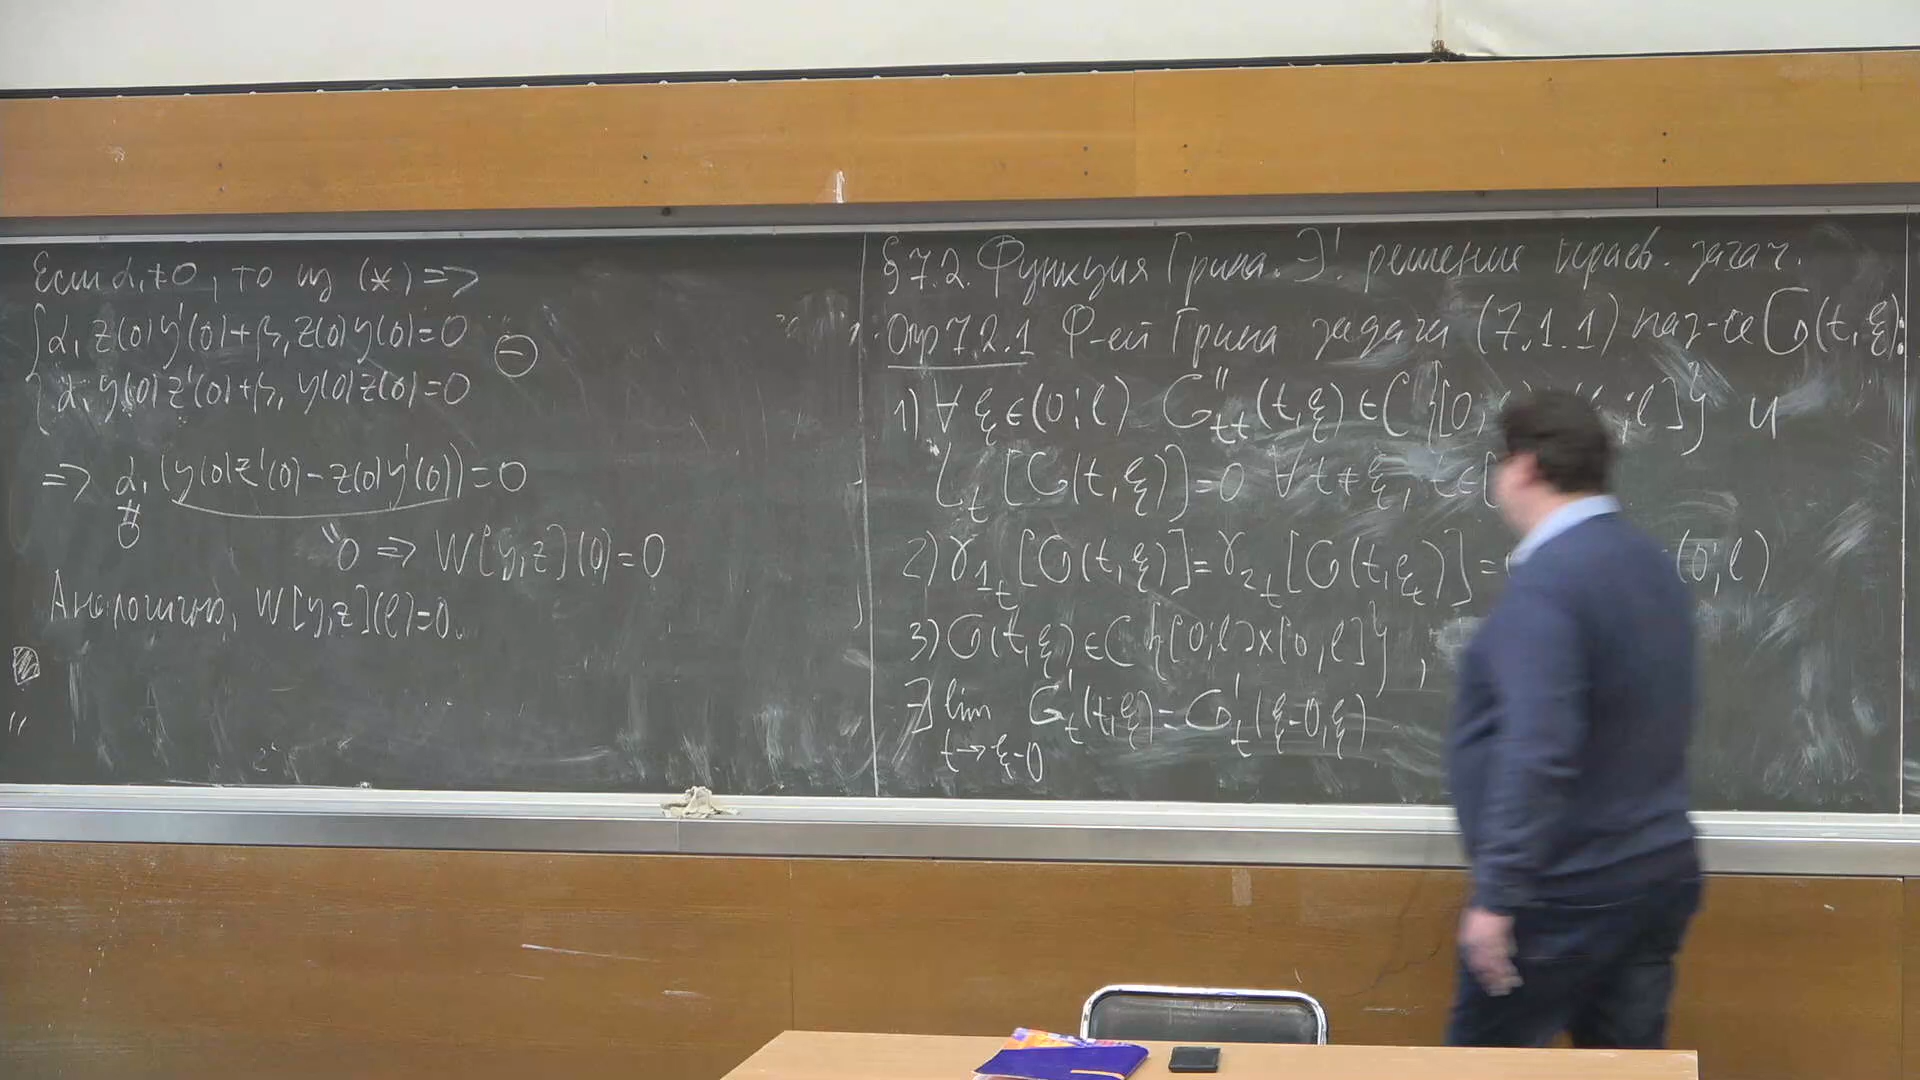 Если α₁≠0, то из (*) =>
{ α₁ z(0)y'(0)+β₁ z(0)y(0)=0
α₁ y(0)z'(0)+β₁ y(0)z(0)=0 ⊖
=> α₁ (y(0)z'(0)-z(0)y'(0))=0
≠
0
"0 => W[y,z](0)=0
Аналогично, W[y,z](l)=0.
§7.2. Функция Грина. ∃! решения краев. задач.
Опр 7.2.1 Ф-ей Грина задачи (7.1.1) наз-ся G(t,ξ):
1) ∀ ξ∈(0;l) G''tt(t,ξ)∈C{[0; ;l]} и
Lt[G(t,ξ)]=0 ∀ t≠ξ, t∈[
2) γ1t[G(t,ξ)]=γ2t[G(t,ξ)]= (0;l)
3) G(t,ξ)∈C{[0;l]x[0,l]},
∃ lim G't(t,ξ)=G't(ξ-0,ξ)
t→ξ-0